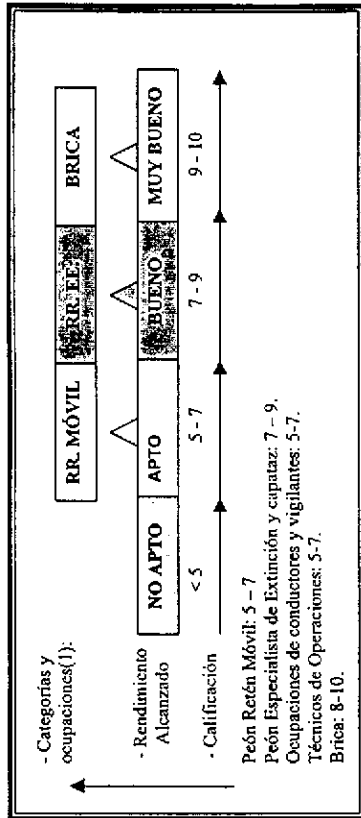 - Categorías y ocupaciones(1):
RR. MÓVIL RR. EE. BRICA
- Rendimiento Alcanzado
NO APTO APTO BUENO MUY BUENO
- Calificación
< 5 5 - 7 7 - 9 9 - 10
Peón Retén Móvil: 5 – 7
Peón Especialista de Extinción y capataz: 7 – 9.
Ocupaciones de conductores y vigilantes: 5-7.
Técnicos de Operaciones: 5-7.
Brica: 8-10.